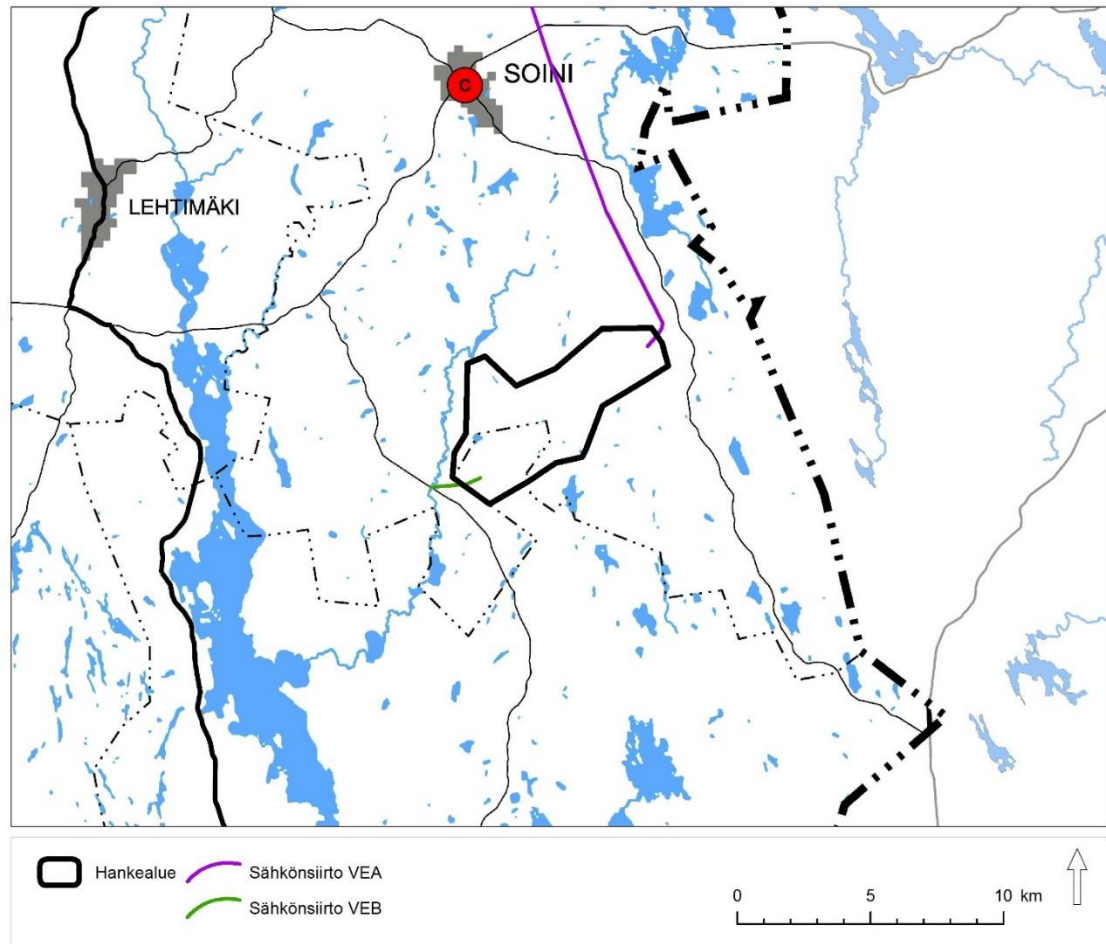 SOINI
C
LEHTIMÄKI
Hankealue
Sähkönsiirto VEA
Sähkönsiirto VEB
0 5 10 km